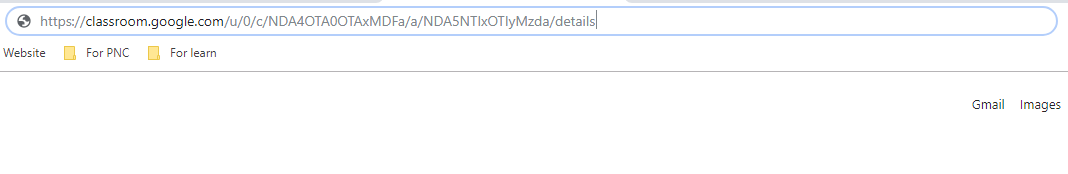 https://classroom.google.com/u/0/c/NDA4OTA0OTAxMDFa/a/NDA5NTIxOTIyMzda/details
Website For PNC For learn
Gmail Images